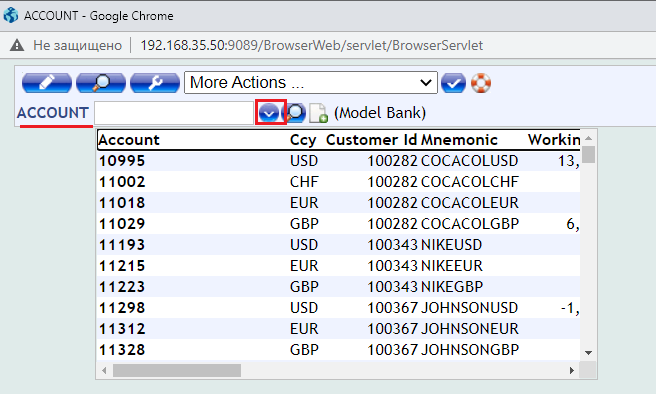 ACCOUNT - Google Chrome
Не защищено 192.168.35.50:9089/BrowserWeb/servlet/BrowserServlet
More Actions ...
ACCOUNT (Model Bank)
Account Ccy Customer Id Mnemonic Workin
10995 USD 100282 COCACOLUSD 13,
11002 CHF 100282 COCACOLCHF
11018 EUR 100282 COCACOLEUR
11029 GBP 100282 COCACOLGBP 6,
11193 USD 100343 NIKEUSD
11215 EUR 100343 NIKEEUR
11223 GBP 100343 NIKEGBP
11298 USD 100367 JOHNSONUSD -1,
11312 EUR 100367 JOHNSONEUR
11328 GBP 100367 JOHNSONGBP